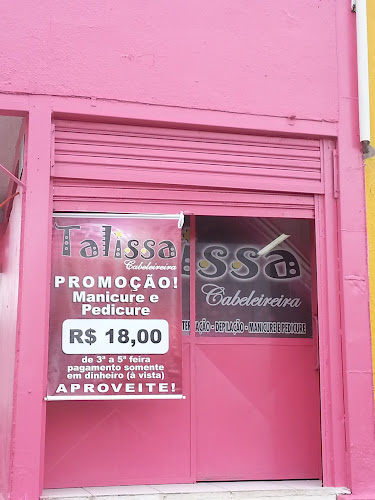 Talissa
Cabeleireira
PROMOÇÃO!
Manicure e
Pedicure
R$ 18,00
de 3ª a 5ª feira
pagamento somente
em dinheiro (à vista)
APROVEITE!
ssa
Cabeleireira
DEPILAÇÃO - MANICURE E PEDICURE